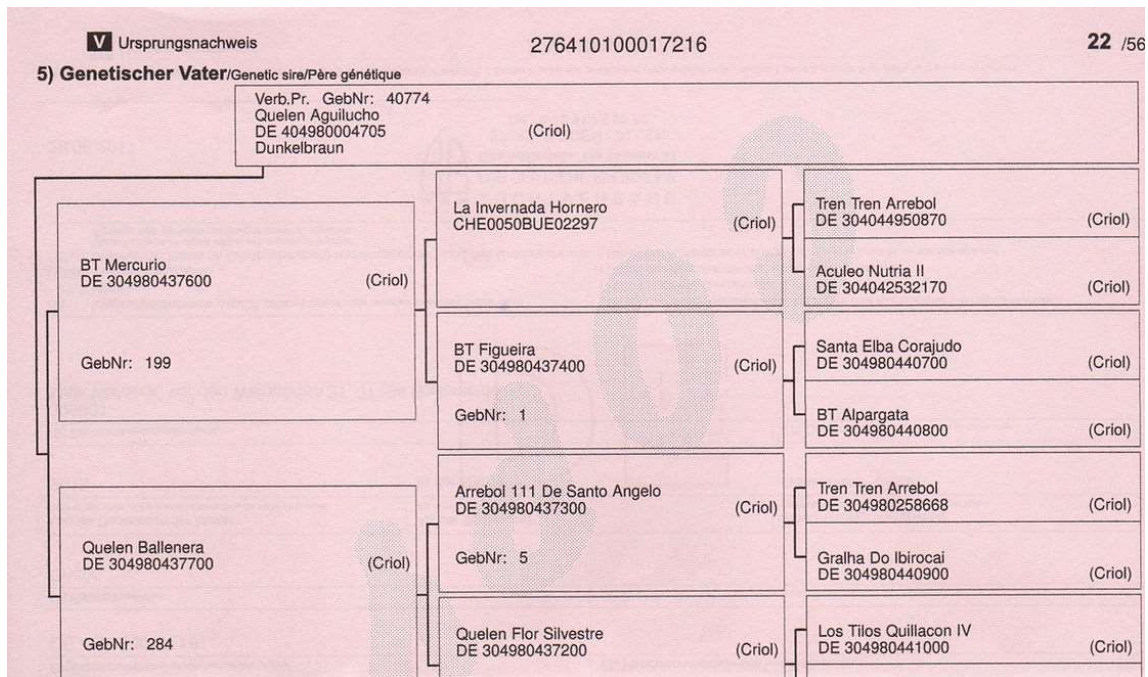 V Ursprungsnachweis 276410100017216 22 /56
5) Genetischer Vater/Genetic sire/Père génétique
Verb.Pr. GebNr: 40774
Quelen Aguilucho
DE 404980004705 (Criol)
Dunkelbraun
BT Mercurio
DE 304980437600 (Criol)
GebNr: 199
Quelen Ballenera
DE 304980437700 (Criol)
GebNr: 284
La Invernada Hornero
CHE0050BUE02297 (Criol)
BT Figueira
DE 304980437400 (Criol)
GebNr: 1
Arrebol 111 De Santo Angelo
DE 304980437300 (Criol)
GebNr: 5
Quelen Flor Silvestre
DE 304980437200 (Criol)
Tren Tren Arrebol
DE 304044950870 (Criol)
Aculeo Nutria II
DE 304042532170 (Criol)
Santa Elba Corajudo
DE 304980440700 (Criol)
BT Alpargata
DE 304980440800 (Criol)
Tren Tren Arrebol
DE 304980258668 (Criol)
Gralha Do Ibirocai
DE 304980440900 (Criol)
Los Tilos Quillacon IV
DE 304980441000 (Criol)